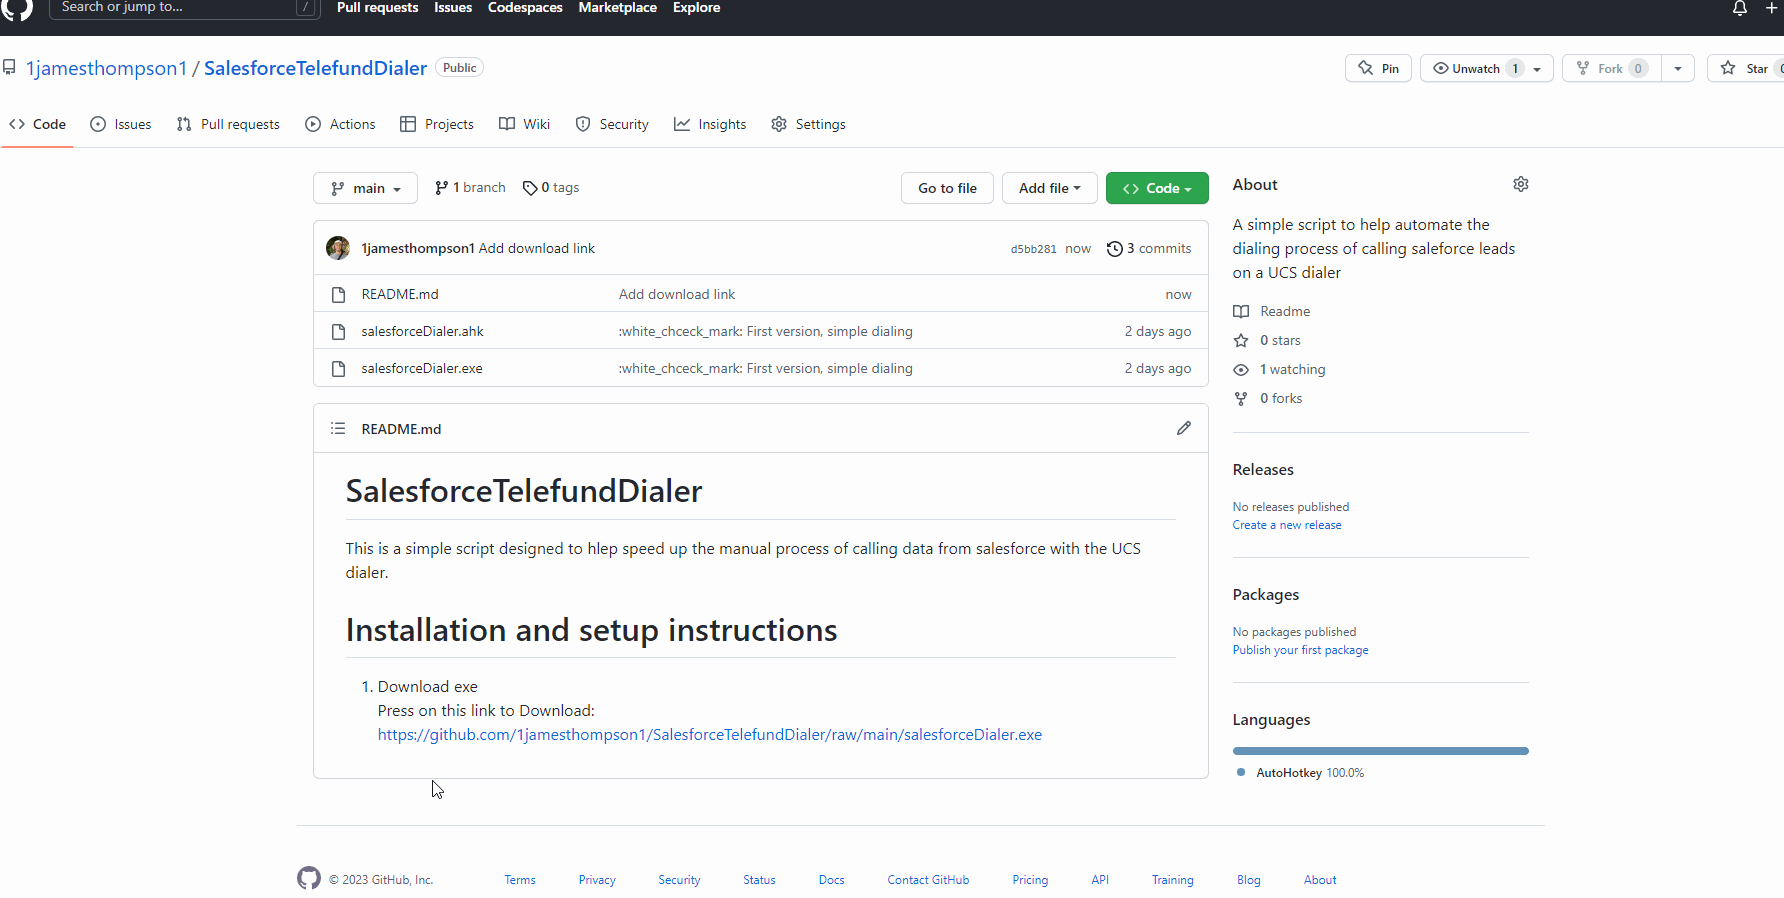 Search or jump to...
/
Pull requests
Issues
Codespaces
Marketplace
Explore
1jamesthompson1 / SalesforceTelefundDialer
Public
Pin
Unwatch 1
Fork 0
Star 0
Code
Issues
Pull requests
Actions
Projects
Wiki
Security
Insights
Settings
main
1 branch
0 tags
Go to file
Add file
Code
1jamesthompson1 Add download link
d5bb281 now
3 commits
README.md
Add download link
now
salesforceDialer.ahk
:white_chceck_mark: First version, simple dialing
2 days ago
salesforceDialer.exe
:white_chceck_mark: First version, simple dialing
2 days ago
README.md
SalesforceTelefundDialer
This is a simple script designed to hlep speed up the manual process of calling data from salesforce with the UCS
dialer.
Installation and setup instructions
1. Download exe
Press on this link to Download:
https://github.com/1jamesthompson1/SalesforceTelefundDialer/raw/main/salesforceDialer.exe
About
A simple script to help automate the
dialing process of calling saleforce leads
on a UCS dialer
Readme
0 stars
1 watching
0 forks
Releases
No releases published
Create a new release
Packages
No packages published
Publish your first package
Languages
AutoHotkey 100.0%
© 2023 GitHub, Inc.
Terms
Privacy
Security
Status
Docs
Contact GitHub
Pricing
API
Training
Blog
About